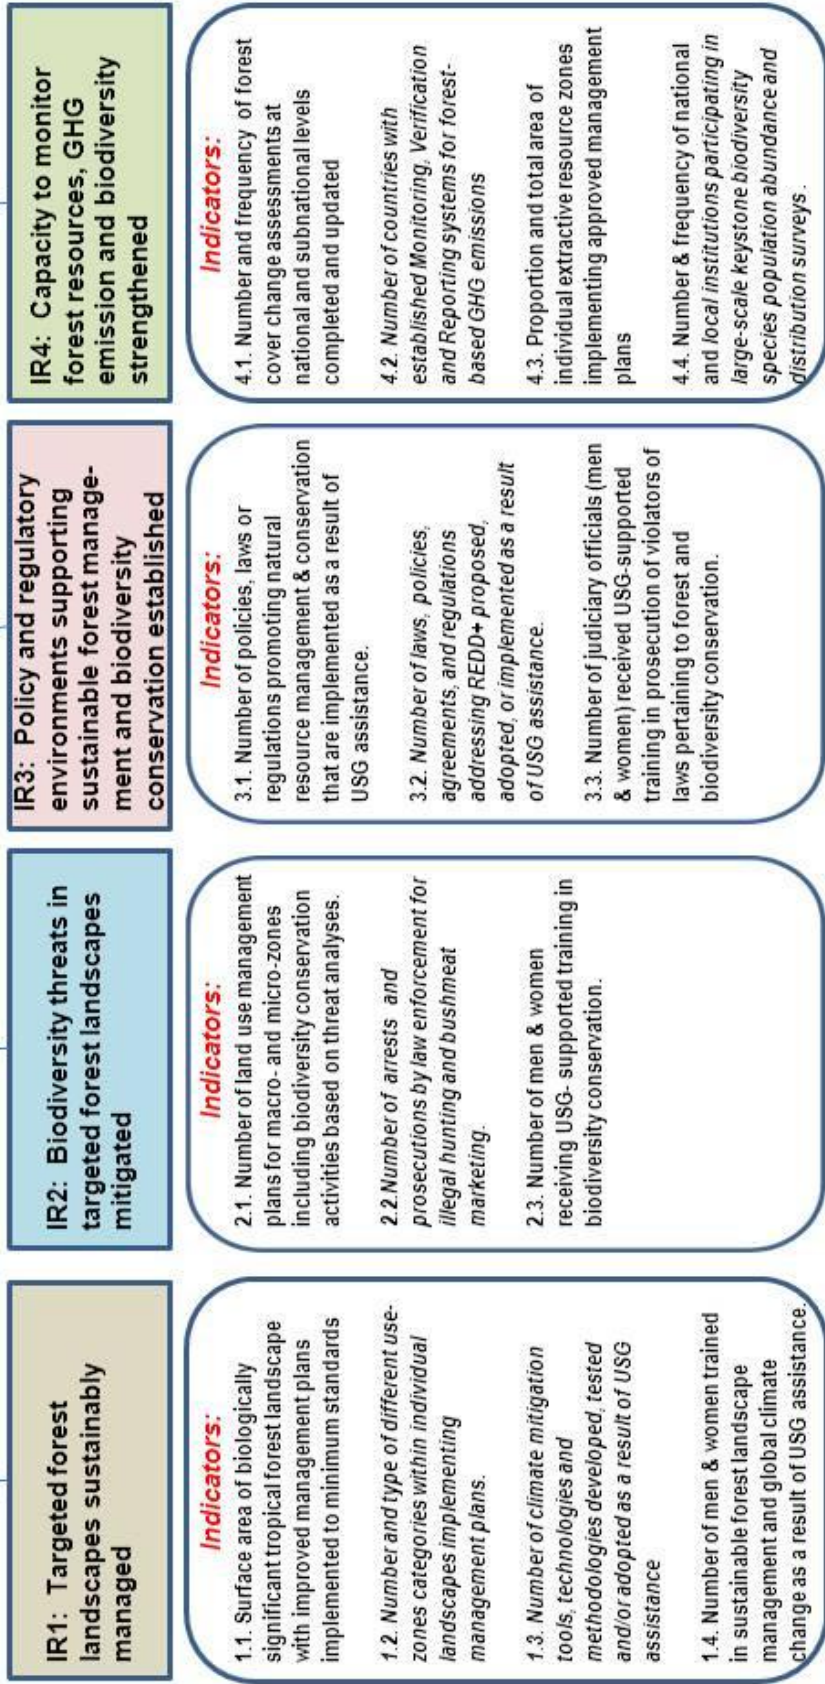 IR1: Targeted forest
landscapes sustainably
managed
Indicators:
1.1. Surface area of biologically
significant tropical forest landscape
with improved management plans
implemented to minimum standards
1.2. Number and type of different use-
zones categories within individual
landscapes implementing
management plans.
1.3. Number of climate mitigation
tools, technologies and
methodologies developed, tested
and/or adopted as a result of USG
assistance
1.4. Number of men & women trained
in sustainable forest landscape
management and global climate
change as a result of USG assistance.
IR2: Biodiversity threats in
targeted forest landscapes
mitigated
Indicators:
2.1. Number of land use management
plans for macro- and micro-zones
including biodiversity conservation
activities based on threat analyses.
2.2.Number of arrests and
prosecutions by law enforcement for
illegal hunting and bushmeat
marketing.
2.3. Number of men & women
receiving USG- supported training in
biodiversity conservation.
IR3: Policy and regulatory
environments supporting
sustainable forest manage-
ment and biodiversity
conservation established
Indicators:
3.1. Number of policies, laws or
regulations promoting natural
resource management & conservation
that are implemented as a result of
USG assistance.
3.2. Number of laws, policies,
agreements, and regulations
addressing REDD+ proposed,
adopted, or implemented as a result
of USG assistance.
3.3. Number of judiciary officials (men
& women) received USG-supported
training in prosecution of violators of
laws pertaining to forest and
biodiversity conservation.
IR4: Capacity to monitor
forest resources, GHG
emission and biodiversity
strengthened
Indicators:
4.1. Number and frequency of forest
cover change assessments at
national and subnational levels
completed and updated
4.2. Number of countries with
established Monitoring, Verification
and Reporting systems for forest-
based GHG emissions
4.3. Proportion and total area of
individual extractive resource zones
implementing approved management
plans
4.4. Number & frequency of national
and local institutions participating in
large-scale keystone biodiversity
species population abundance and
distribution surveys .